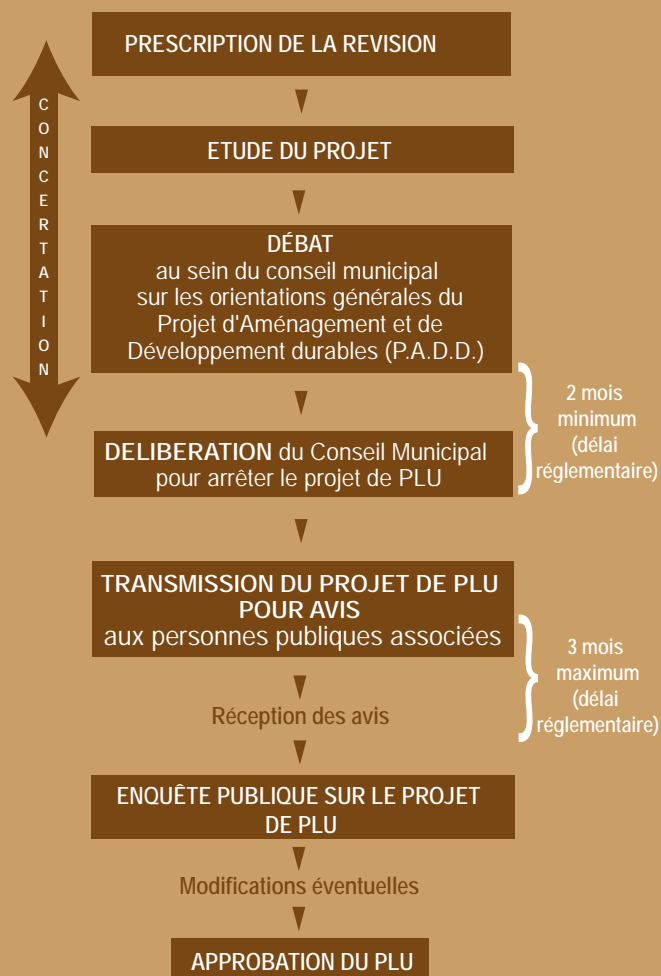 PRESCRIPTION DE LA REVISION
CONCERTATION
ETUDE DU PROJET
DÉBAT
au sein du conseil municipal
sur les orientations générales du
Projet d'Aménagement et de
Développement durables (P.A.D.D.)
2 mois
minimum
(délai
réglementaire)
DELIBERATION du Conseil Municipal
pour arrêter le projet de PLU
TRANSMISSION DU PROJET DE PLU
POUR AVIS
aux personnes publiques associées
3 mois
maximum
(délai
réglementaire)
Réception des avis
ENQUÊTE PUBLIQUE SUR LE PROJET
DE PLU
Modifications éventuelles
APPROBATION DU PLU